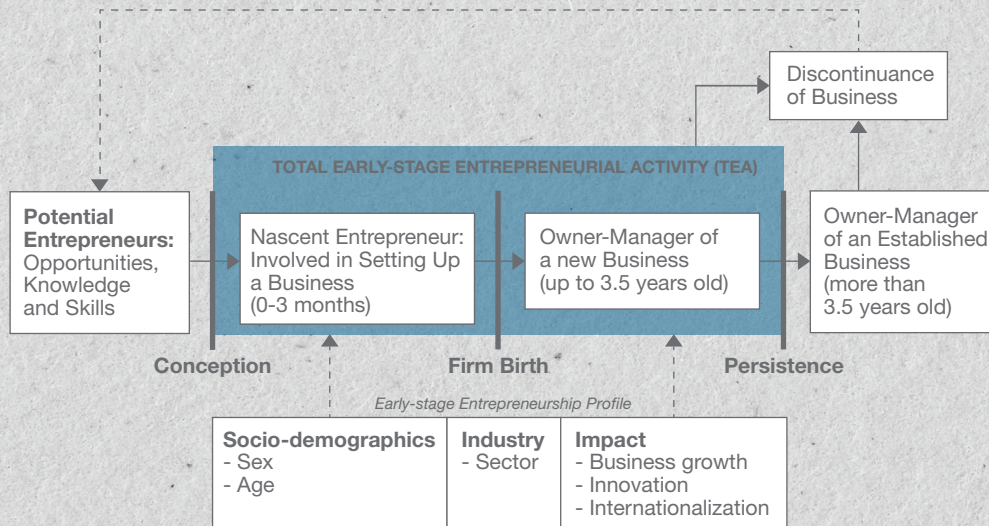 Discontinuance
of Business
TOTAL EARLY-STAGE ENTREPRENEURIAL ACTIVITY (TEA)
Potential
Entrepreneurs:
Opportunities,
Knowledge
and Skills
Nascent Entrepreneur:
Involved in Setting Up
a Business
(0-3 months)
Owner-Manager of
a new Business
(up to 3.5 years old)
Owner-Manager
of an Established
Business
(more than
3.5 years old)
Conception
Firm Birth
Persistence
Early-stage Entrepreneurship Profile
Socio-demographics
- Sex
- Age
Industry
- Sector
Impact
- Business growth
- Innovation
- Internationalization